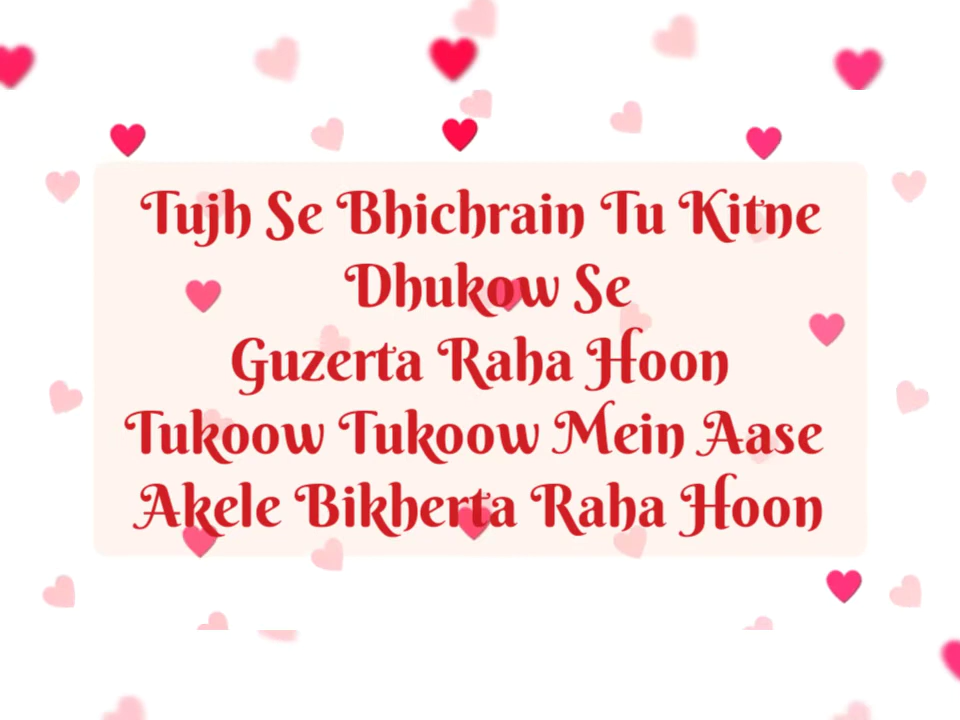 Tujh Se Bhichrain Tu Kitne
Dhukow Se
Guzerta Raha Hoon
Tukoow Tukoow Mein Aase
Akele Bikherta Raha Hoon